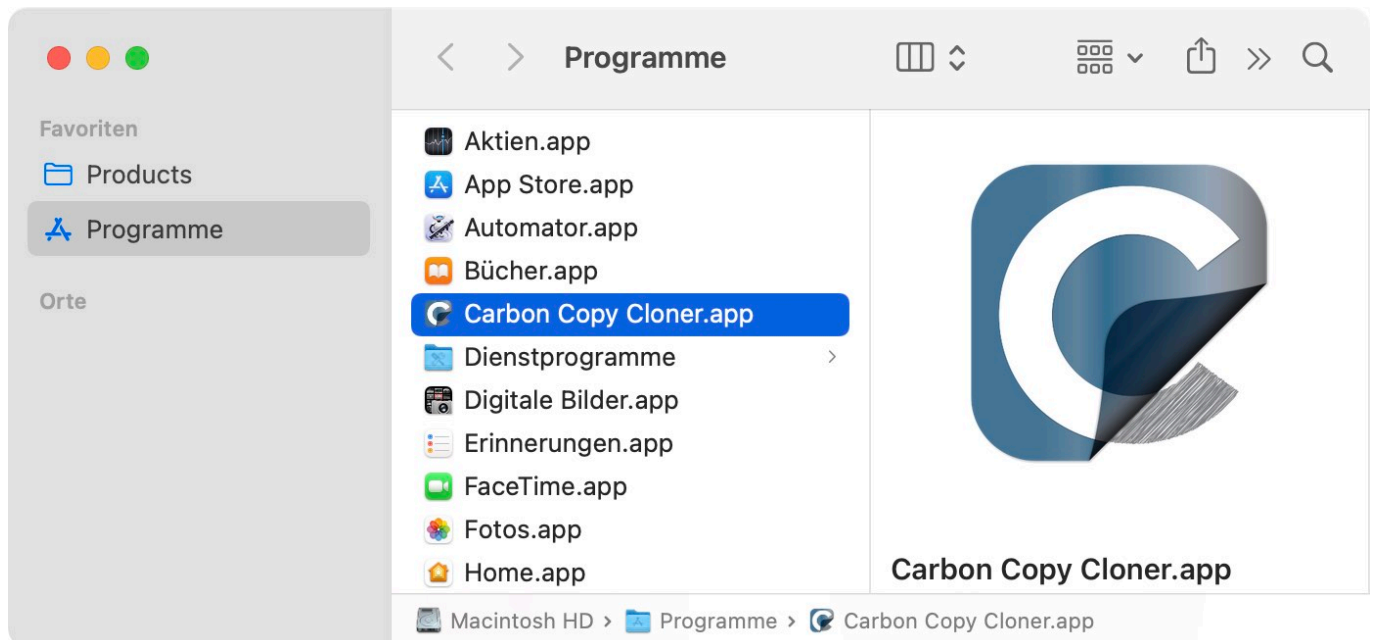 Programme
Favoriten
Products
Programme
Orte
Aktien.app
App Store.app
Automator.app
Bücher.app
Carbon Copy Cloner.app
Dienstprogramme
Digitale Bilder.app
Erinnerungen.app
FaceTime.app
Fotos.app
Home.app
Carbon Copy Cloner.app
Macintosh HD › Programme › Carbon Copy Cloner.app